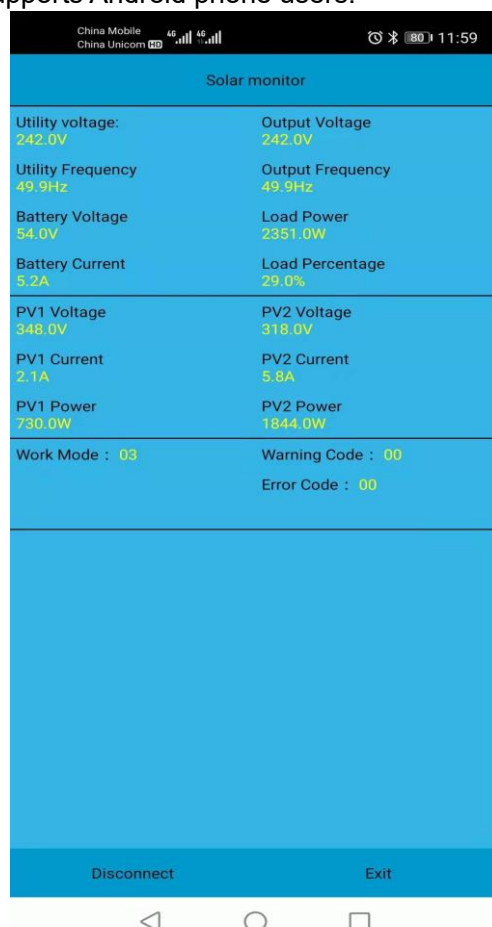 pports Android phone users.
China Mobile
China Unicom HD 4G 4G 80 11:59
Solar monitor
Utility voltage: Output Voltage
242.0V 242.0V
Utility Frequency Output Frequency
49.9Hz 49.9Hz
Battery Voltage Load Power
54.0V 2351.0W
Battery Current Load Percentage
5.2A 29.0%
PV1 Voltage PV2 Voltage
348.0V 318.0V
PV1 Current PV2 Current
2.1A 5.8A
PV1 Power PV2 Power
730.0W 1844.0W
Work Mode : 03 Warning Code : 00
Error Code : 00
Disconnect Exit